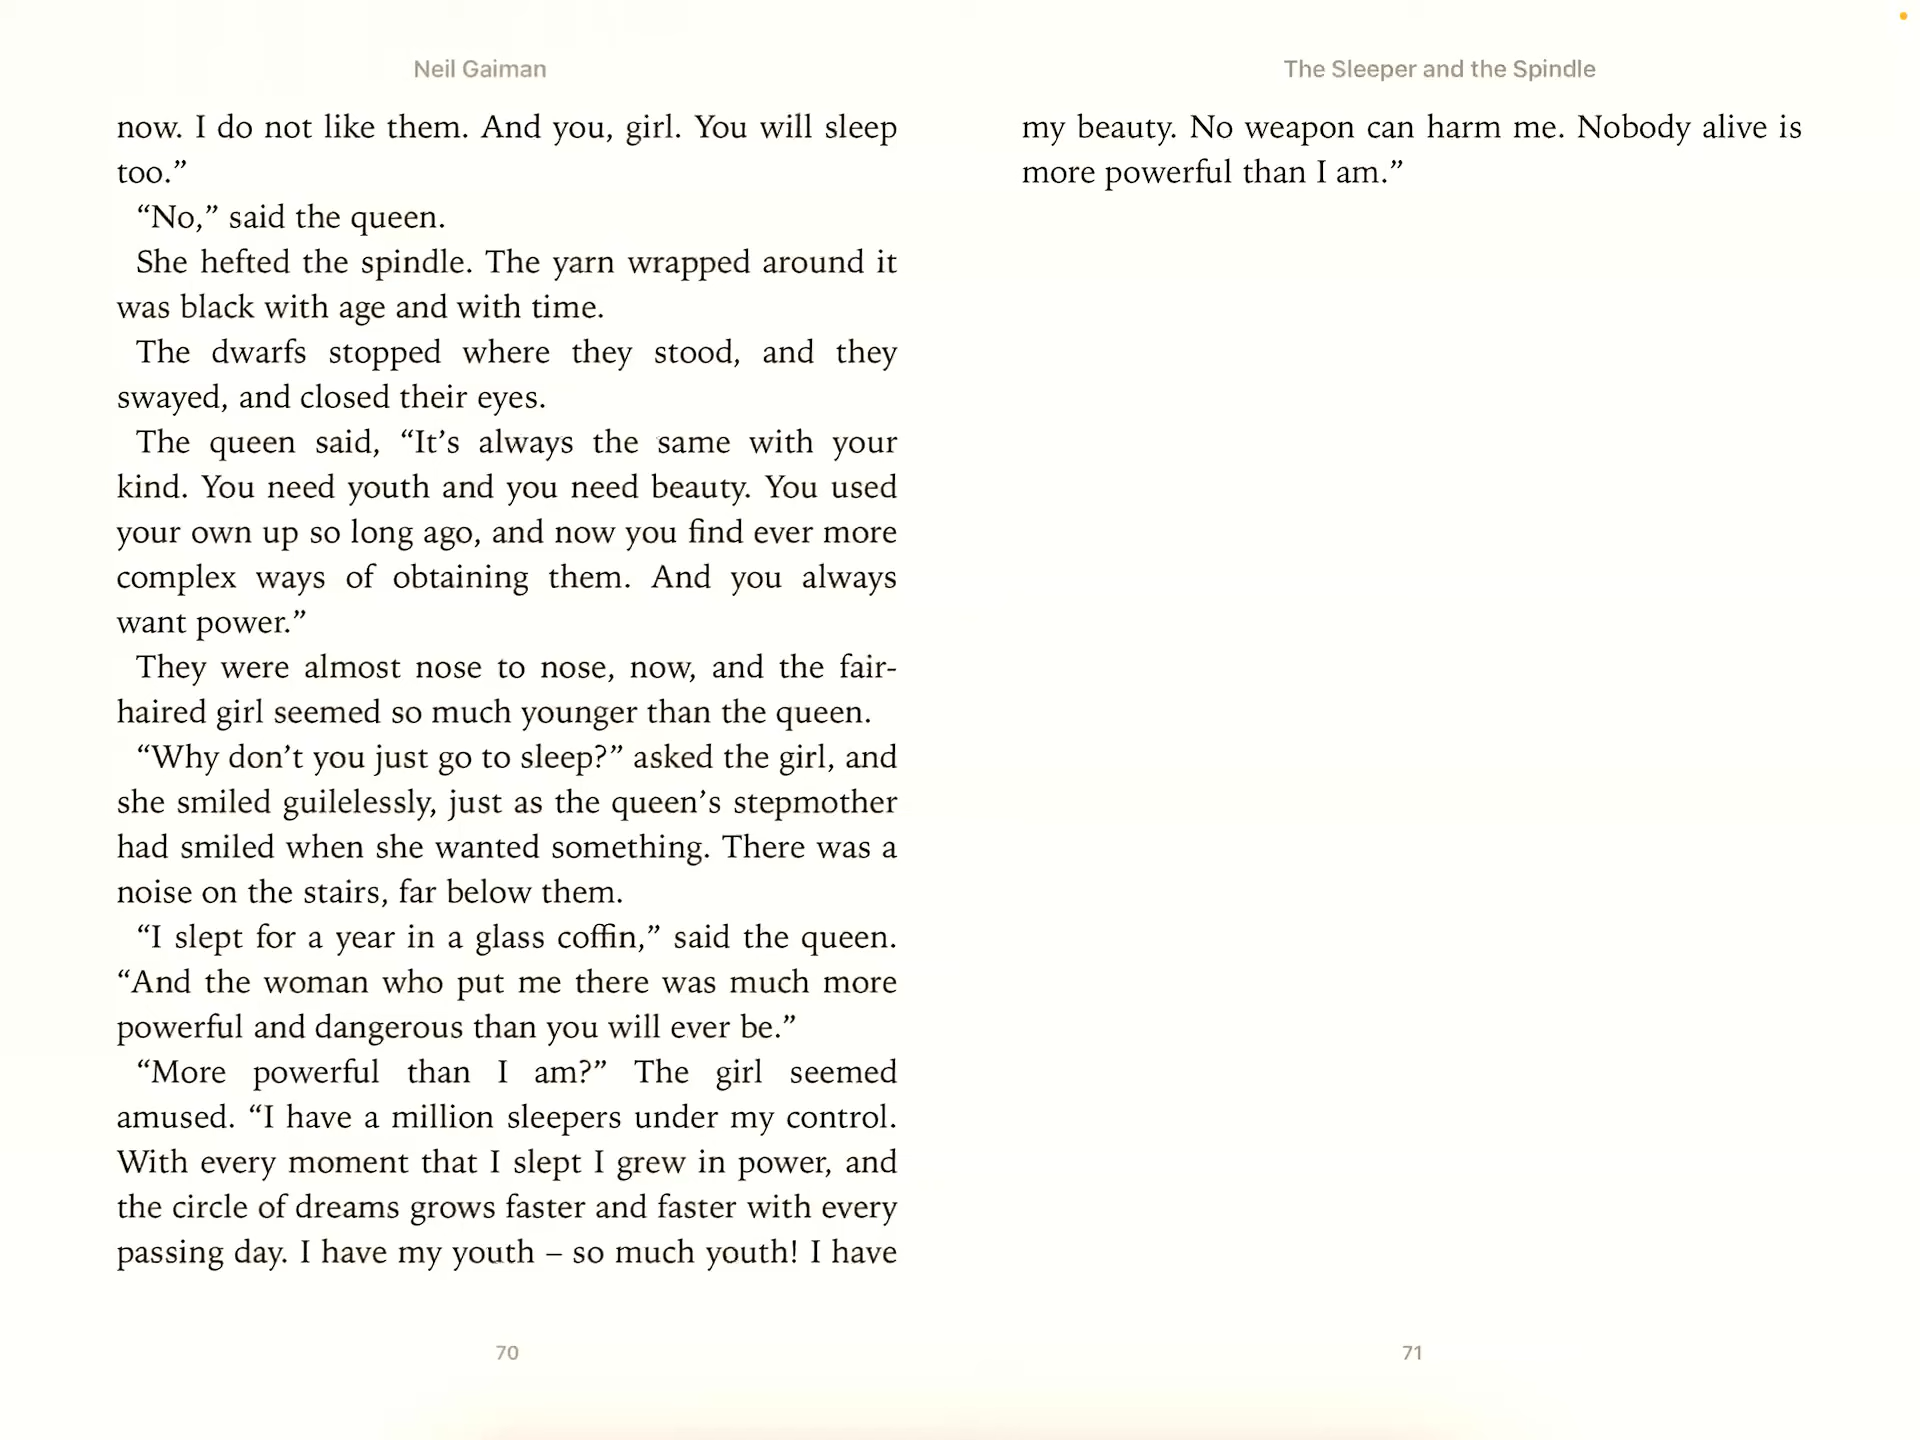 Neil Gaiman
now. I do not like them. And you, girl. You will sleep
too.”
“No,” said the queen.
She hefted the spindle. The yarn wrapped around it
was black with age and with time.
The dwarfs stopped where they stood, and they
swayed, and closed their eyes.
The queen said, “It’s always the same with your
kind. You need youth and you need beauty. You used
your own up so long ago, and now you find ever more
complex ways of obtaining them. And you always
want power.”
They were almost nose to nose, now, and the fair-
haired girl seemed so much younger than the queen.
“Why don’t you just go to sleep?” asked the girl, and
she smiled guilelessly, just as the queen’s stepmother
had smiled when she wanted something. There was a
noise on the stairs, far below them.
“I slept for a year in a glass coffin,” said the queen.
“And the woman who put me there was much more
powerful and dangerous than you will ever be.”
“More powerful than I am?” The girl seemed
amused. “I have a million sleepers under my control.
With every moment that I slept I grew in power, and
the circle of dreams grows faster and faster with every
passing day. I have my youth – so much youth! I have
70
The Sleeper and the Spindle
my beauty. No weapon can harm me. Nobody alive is
more powerful than I am.”
71